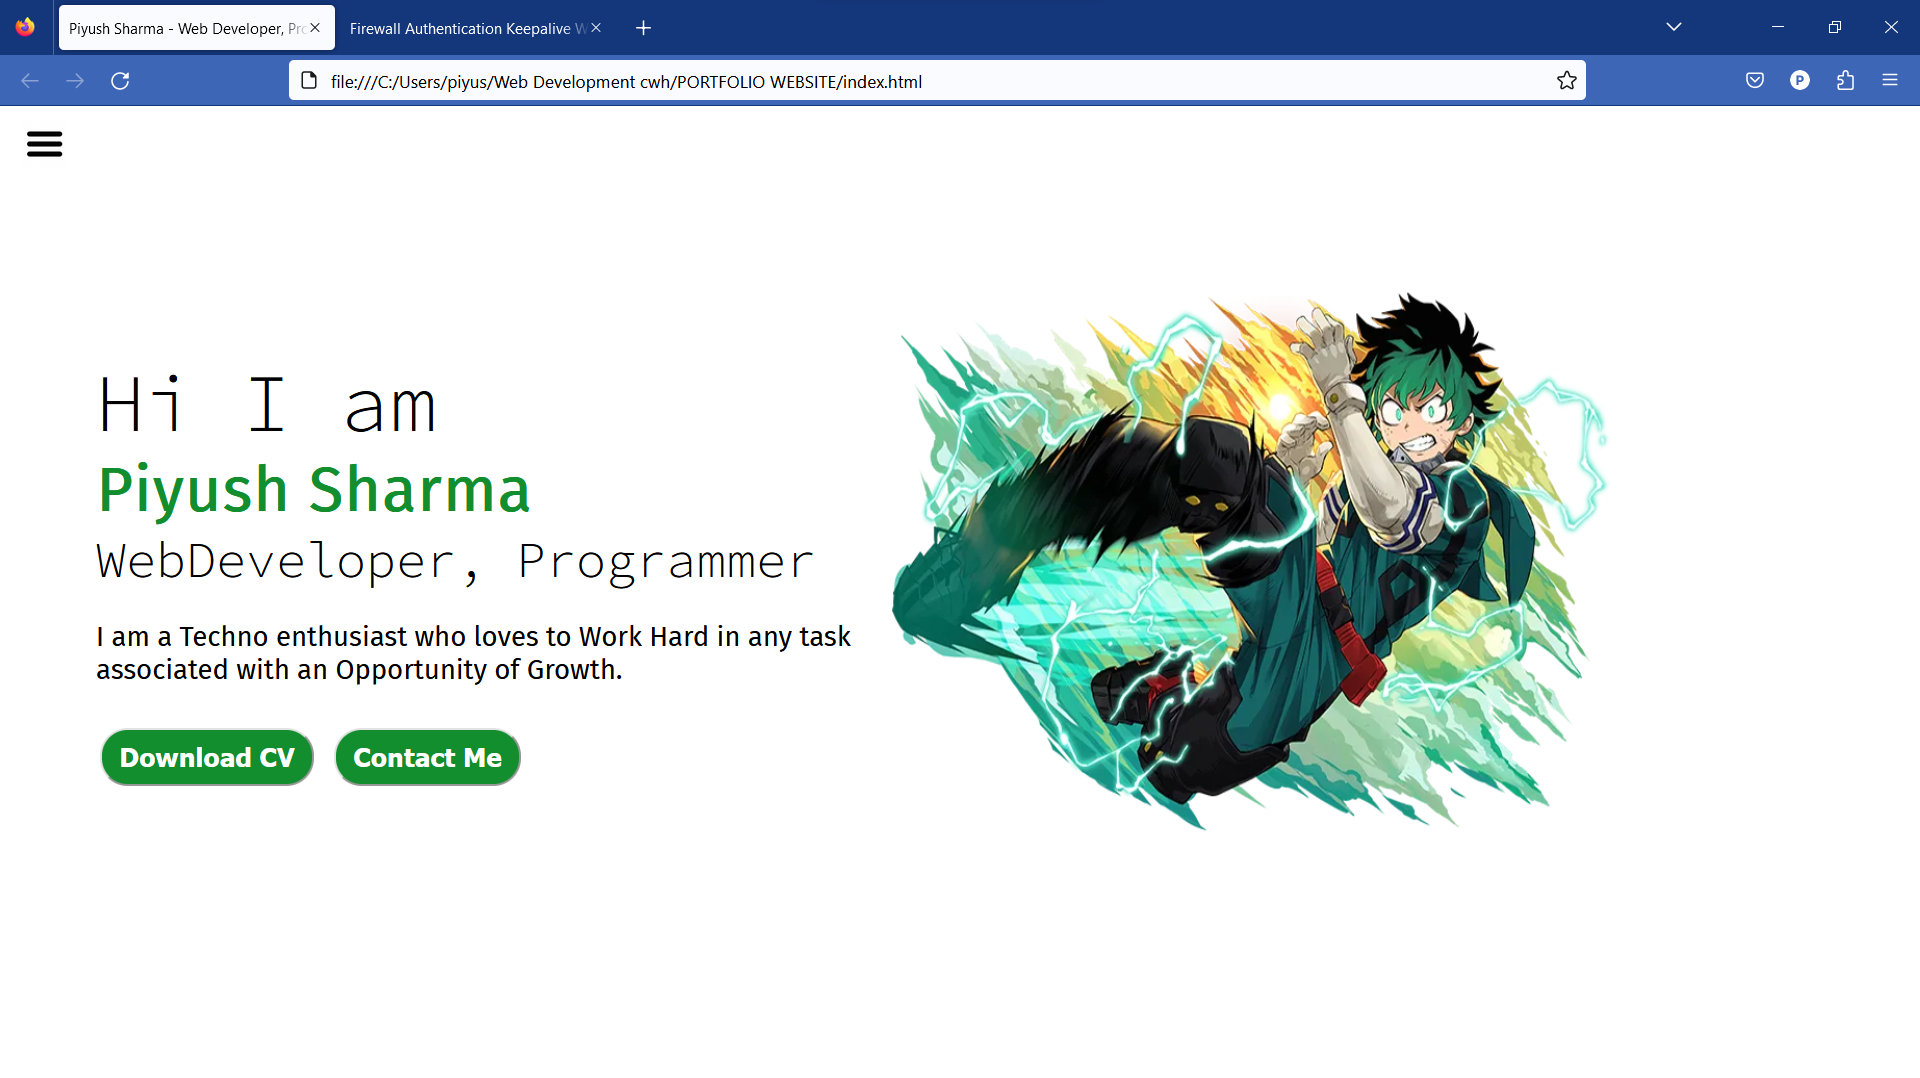 Piyush Sharma - Web Developer, Pro
Firewall Authentication Keepalive W
file:///C:/Users/piyus/Web Development cwh/PORTFOLIO WEBSITE/index.html
P
Hi I am
Piyush Sharma
WebDeveloper, Programmer
I am a Techno enthusiast who loves to Work Hard in any task
associated with an Opportunity of Growth.
Download CV
Contact Me